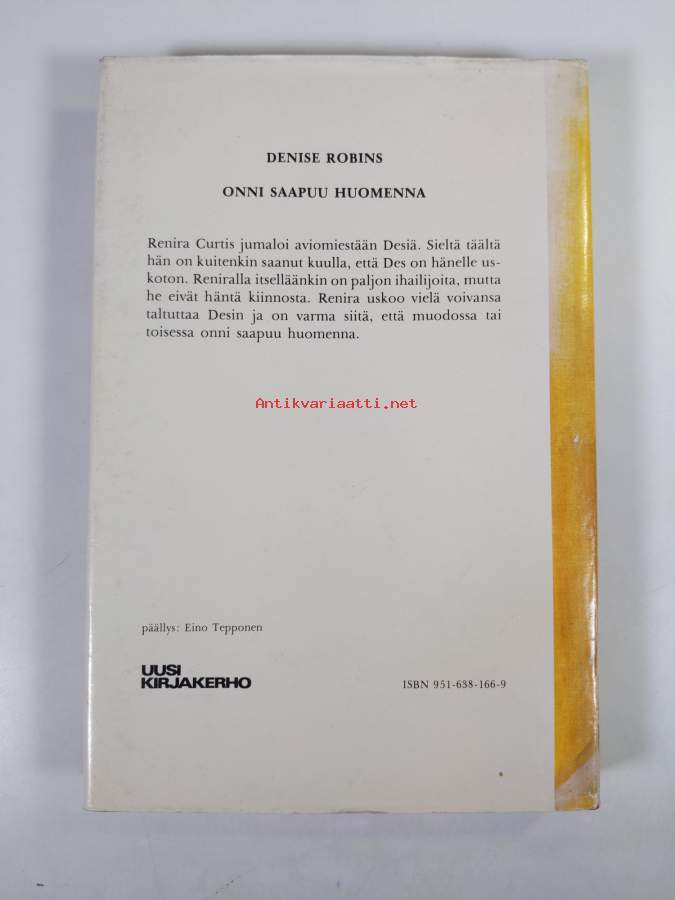 DENISE ROBINS
ONNI SAAPUU HUOMENNA
Renira Curtis jumaloi aviomiestään Desiä. Sieltä täältä
hän on kuitenkin saanut kuulla, että Des on hänelle us-
koton. Reniralla itselläänkin on paljon ihailijoita, mutta
he eivät häntä kiinnosta. Renira uskoo vielä voivansa
taltuttaa Desin ja on varma siitä, että muodossa tai
toisessa onni saapuu huomenna.
Antikvariaatti.net
päällys: Eino Tepponen
UUSI
KIRJAKERHO
ISBN 951-638-166-9